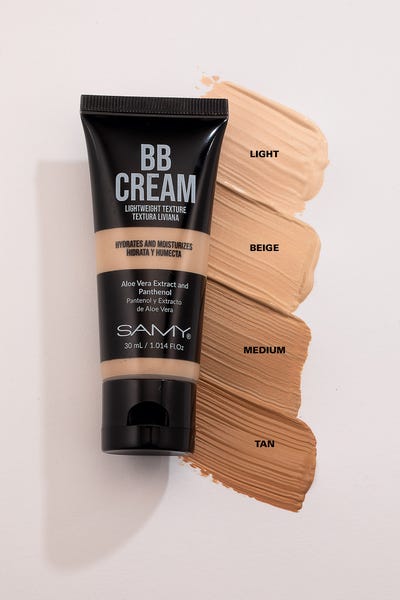 BB
CREAM
LIGHTWEIGHT TEXTURE
TEXTURA LIVIANA
HYDRATES AND MOISTURIZES
HIDRATA Y HUMECTA
Aloe Vera Extract and
Panthenol
Pantenol y Extracto
de Aloe Vera
SAMY®
30 mL / 1.014 Fl.Oz
LIGHT
BEIGE
MEDIUM
TAN